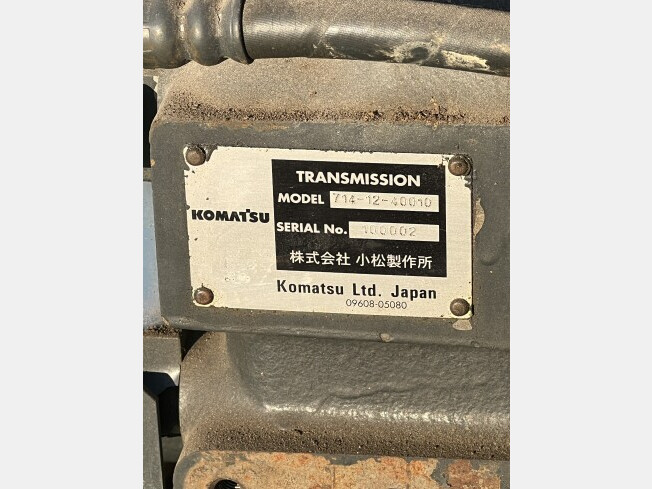 TRANSMISSION
MODEL 714-12-40010
KOMATSU
SERIAL No. 100002
株式会社 小松製作所
Komatsu Ltd. Japan
09608-05080